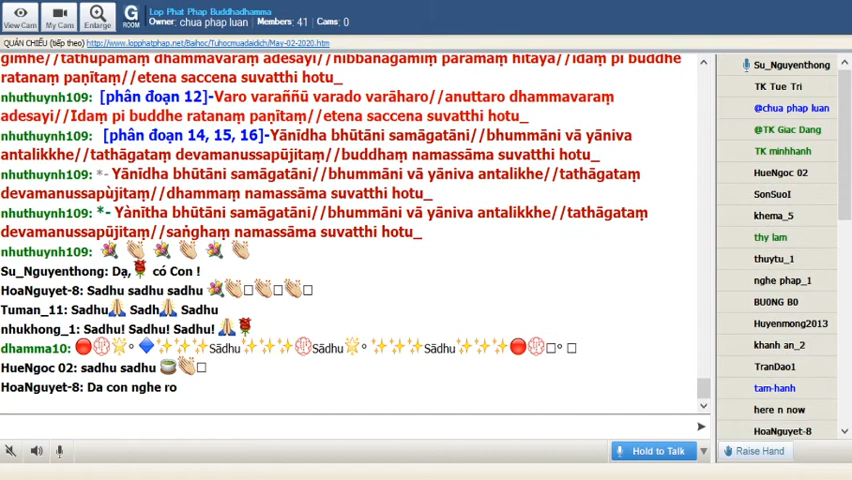 Lop Phat Phap Buddhadhamma
Owner: chua phap luan Members: 41 Cams: 0
View Cam My Cam Enlarge G ROOM
QUÁN CHIẾU (tiếp theo) http://www.lopphatphap.net/Baihoc/Tuhocmuadaidich/May-02-2020.htm
gimhe//tathūpamaṃ dhammavaraṃ adesayi//nibbānagāmiṃ paramaṃ hitāya//idaṃ pi buddhe
ratanaṃ paṇītaṃ//etena saccena suvatthi hotu_
nhuthuynh109: [phân đoạn 12]-Varo varaññū varado varāharo//anuttaro dhammavaraṃ
adesayi//Idaṃ pi buddhe ratanaṃ paṇītaṃ//etena saccena suvatthi hotu_
nhuthuynh109: [phân đoạn 14, 15, 16]-Yānīdha bhūtāni samāgatāni//bhummāni vā yāniva
antalikkhe//tathāgataṃ devamanussapūjitaṃ//buddhaṃ namassāma suvatthi hotu_
nhuthuynh109: *- Yānīdha bhūtāni samāgatāni//bhummāni vā yāniva antalikhe//tathāgataṃ
devamanussapùjitaṃ//dhammaṃ namassāma suvatthi hotu_
nhuthuynh109: *- Yànītha bhūtāni samāgatāni//bhummāni vā yāniva antalikkhe//tathāgataṃ
devamanussapūjitaṃ//saṅghaṃ namassāma suvatthi hotu_
nhuthuynh109: 💐 👏 💐 👏 💐 👏
Su_Nguyenthong: Dạ,🌹 có Con !
HoaNguyet-8: Sadhu sadhu sadhu 💐👏□👏□👏□
Tuman_11: Sadhu🙏 Sadh🙏 Sadhu
nhukhong_1: Sadhu! Sadhu! Sadhu! 🙏🌹
dhamma10: Sādhu Sādhu Sādhu
HueNgoc 02: sadhu sadhu 🍵👏□
HoaNguyet-8: Da con nghe ro
Hold to Talk
Su_Nguyenthong
TK Tue Tri
@chua phap luan
@TK Giac Dang
TK minhhanh
HueNgoc 02
SonSuoI
khema_5
thy lam
thuytu_1
nghe phap_1
BU0NG B0
Huyenmong2013
khanh an_2
TranDao1
tam-hanh
here n now
HoaNguyet-8
Raise Hand